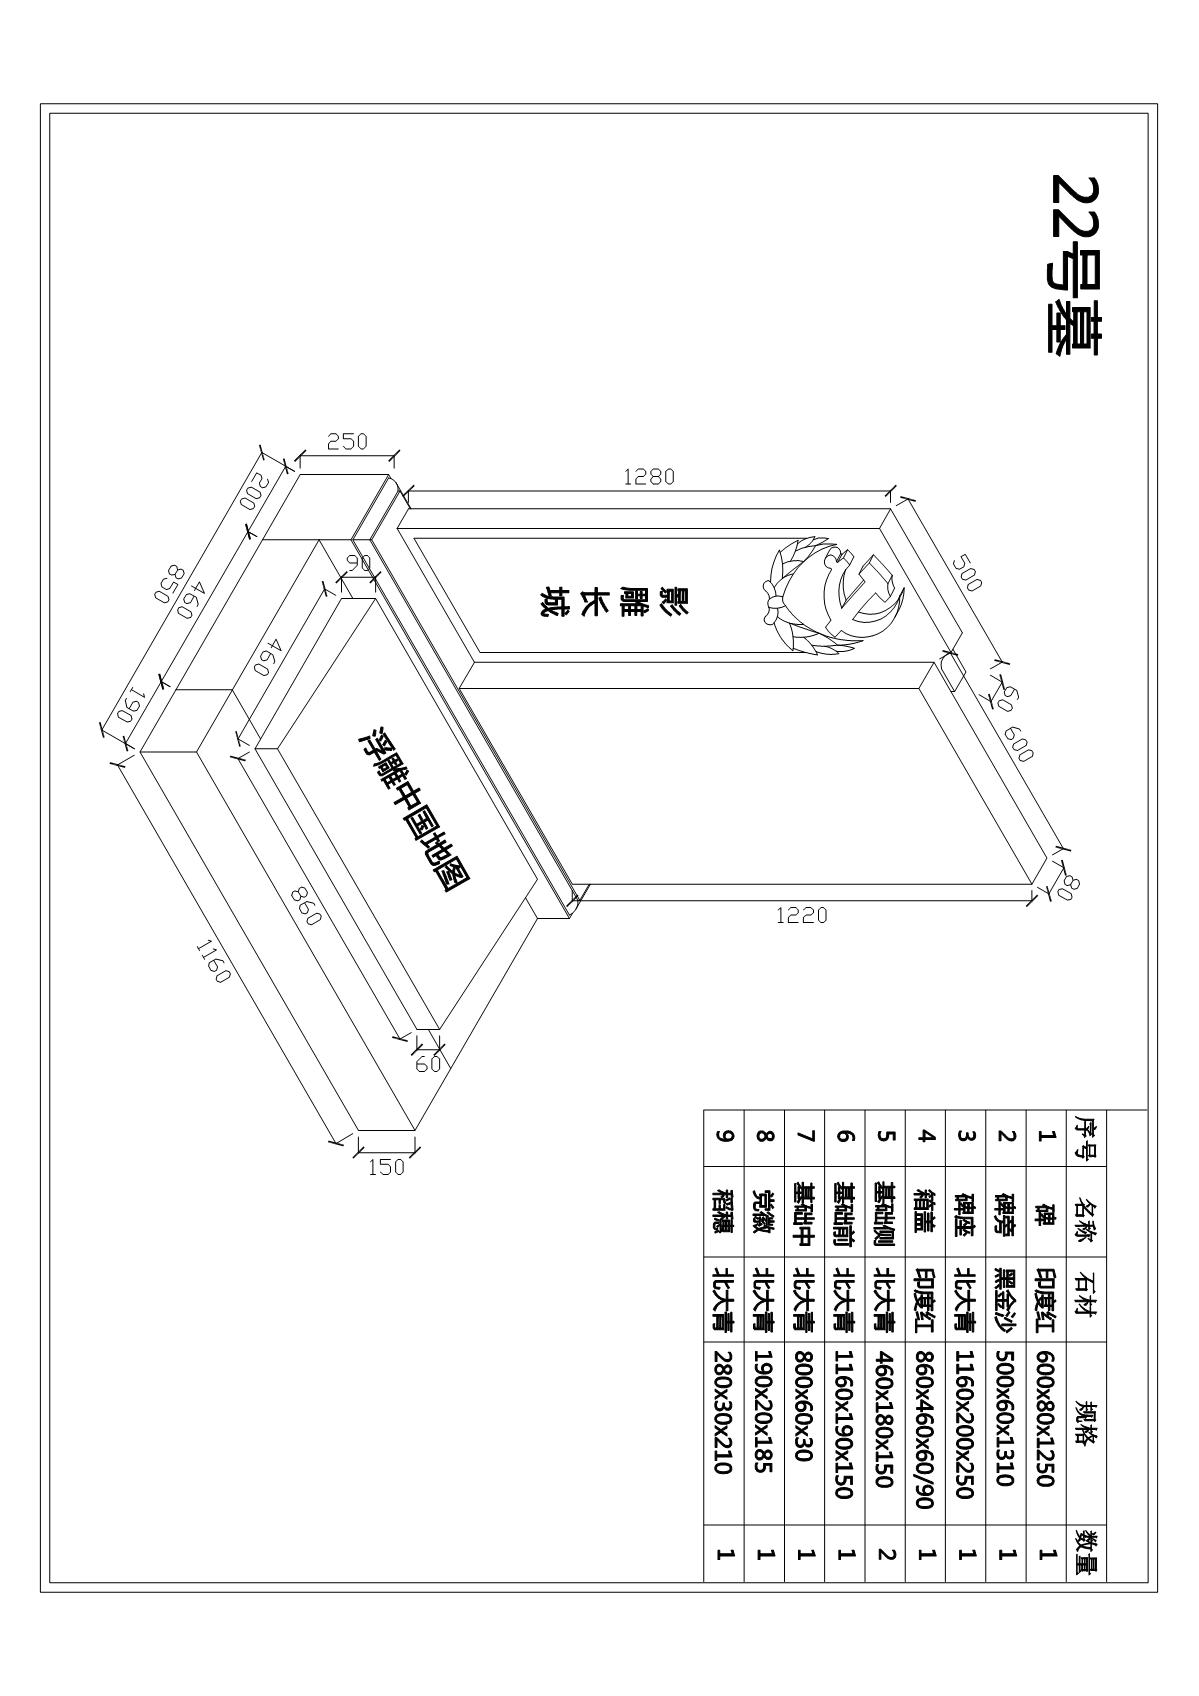 22号墓
序号 名称 石材 规格 数量
1 碑 印度红 600x80x1250 1
2 碑旁 黑金沙 500x60x1310 1
3 碑座 北大青 1160x200x250 1
4 箱盖 印度红 860x460x60/90 1
5 基础侧 北大青 460x180x150 2
6 基础前 北大青 1160x190x150 1
7 基础中 北大青 800x60x30 1
8 党徽 北大青 190x20x185 1
9 稻穗 北大青 280x30x210 1
500
60
600
80
1280
1220
影雕长城
250
90
200
460
850
460
190
浮雕中国地图
860
1160
60
150